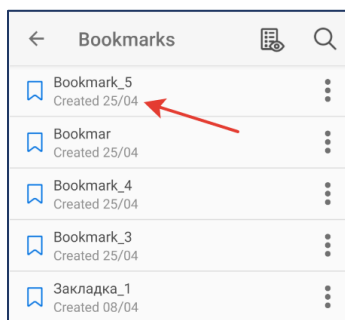 Bookmarks
Bookmark_5
Created 25/04
Bookmar
Created 25/04
Bookmark_4
Created 25/04
Bookmark_3
Created 25/04
Закладка_1
Created 08/04